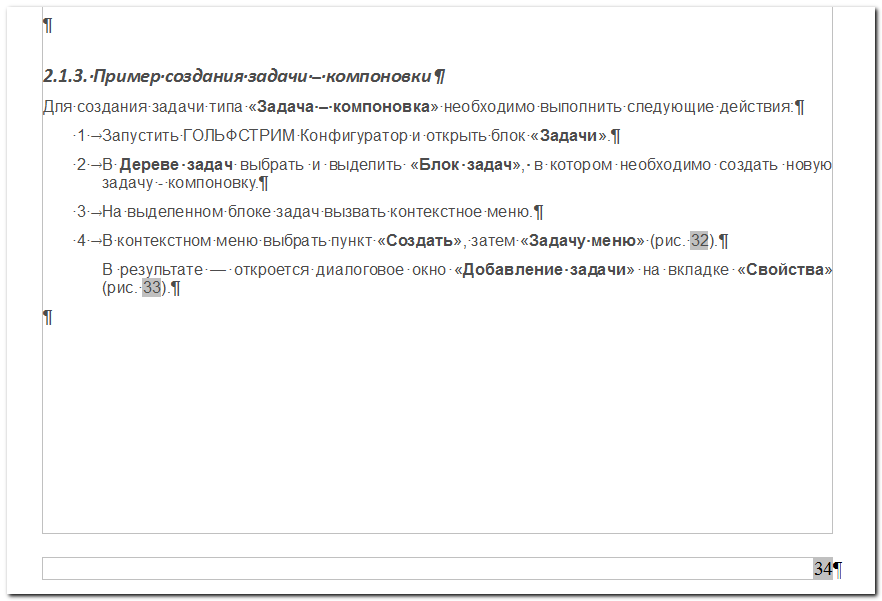 ¶
2.1.3.·Пример·создания·задачи·–·компоновки¶
Для·создания·задачи·типа·«Задача·–·компоновка»·необходимо·выполнить·следующие·действия:¶
·1·→Запустить·ГОЛЬФСТРИМ·Конфигуратор·и·открыть·блок·«Задачи».¶
·2·→В·Дереве·задач·выбрать·и·выделить·«Блок·задач»,·в·котором·необходимо·создать·новую
задачу·-·компоновку.¶
·3·→На·выделенном·блоке·задач·вызвать·контекстное·меню.¶
·4·→В·контекстном·меню·выбрать·пункт·«Создать»,·затем·«Задачу·меню»·(рис.·32).¶
В·результате·—·откроется·диалоговое·окно·«Добавление·задачи»·на·вкладке·«Свойства»
(рис.·33).¶
¶
34¶